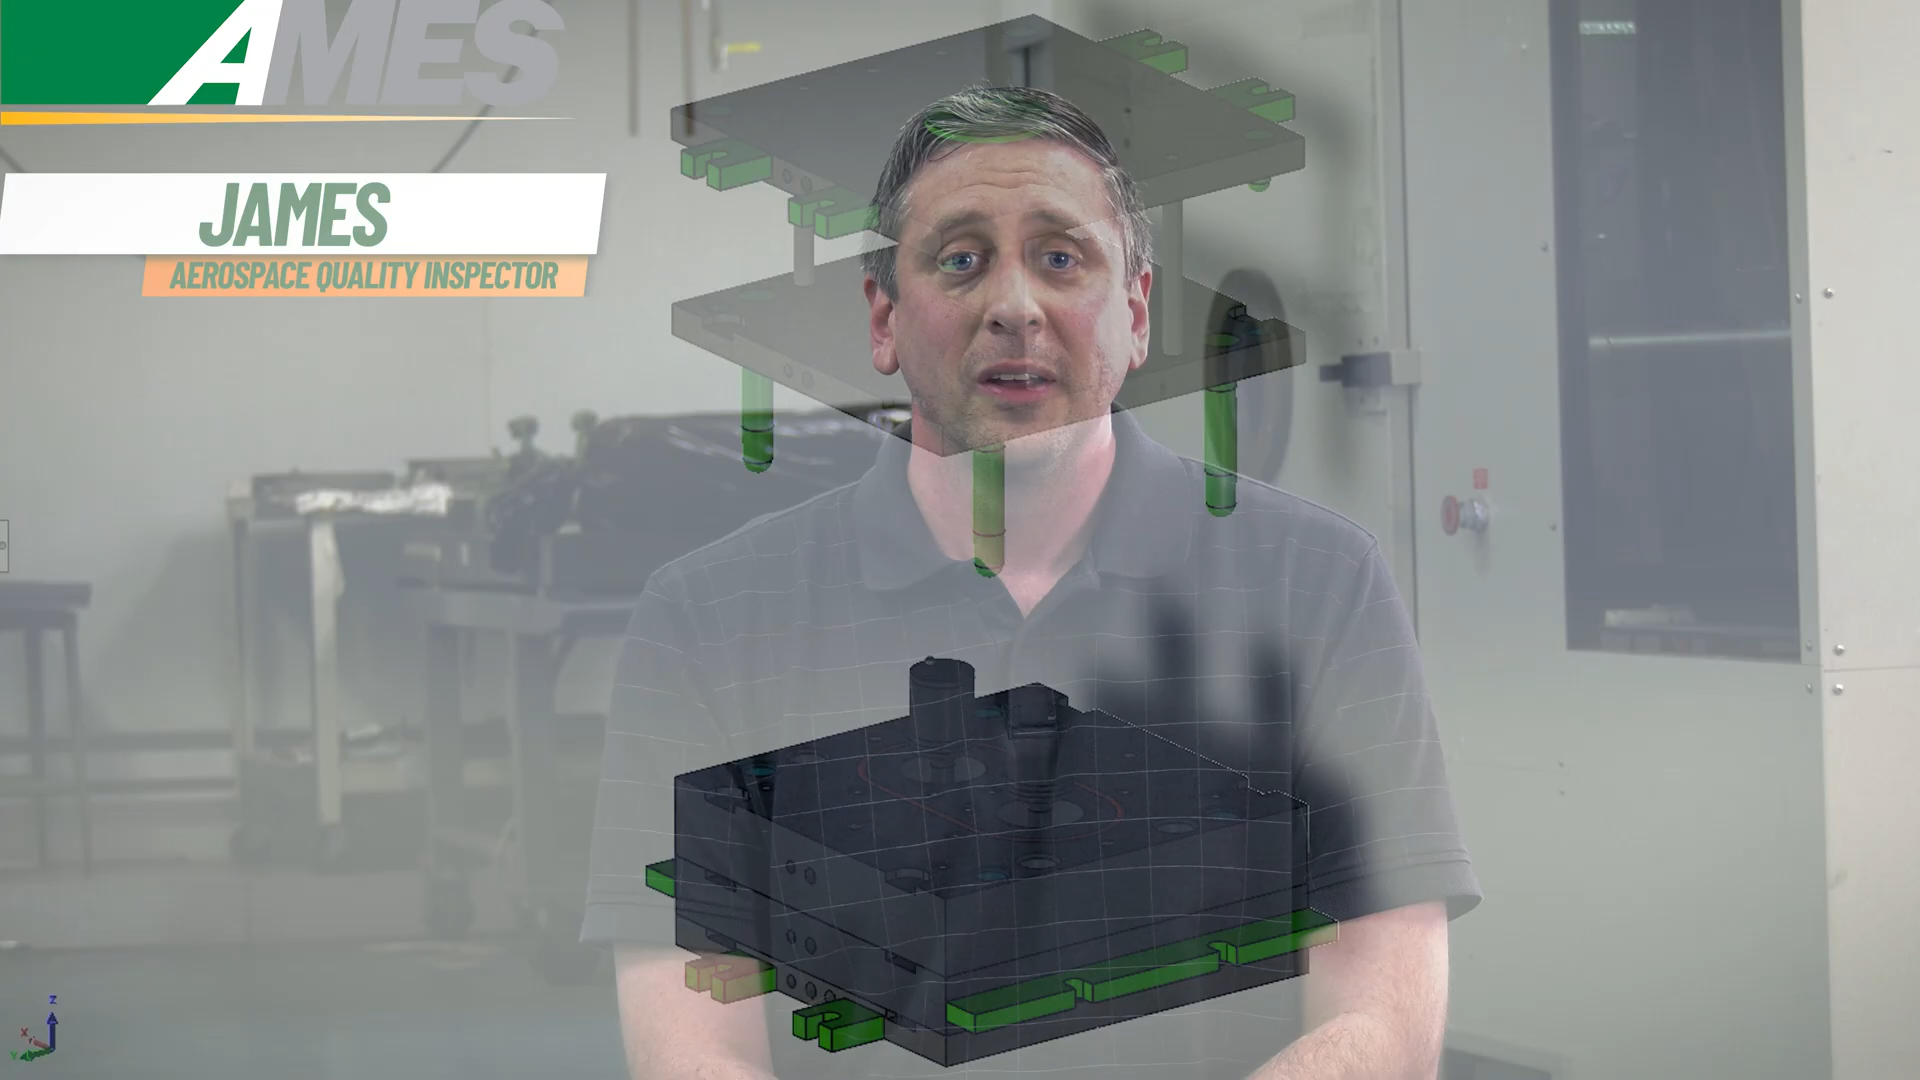 AMES
JAMES
AEROSPACE QUALITY INSPECTOR
Z
X
Y